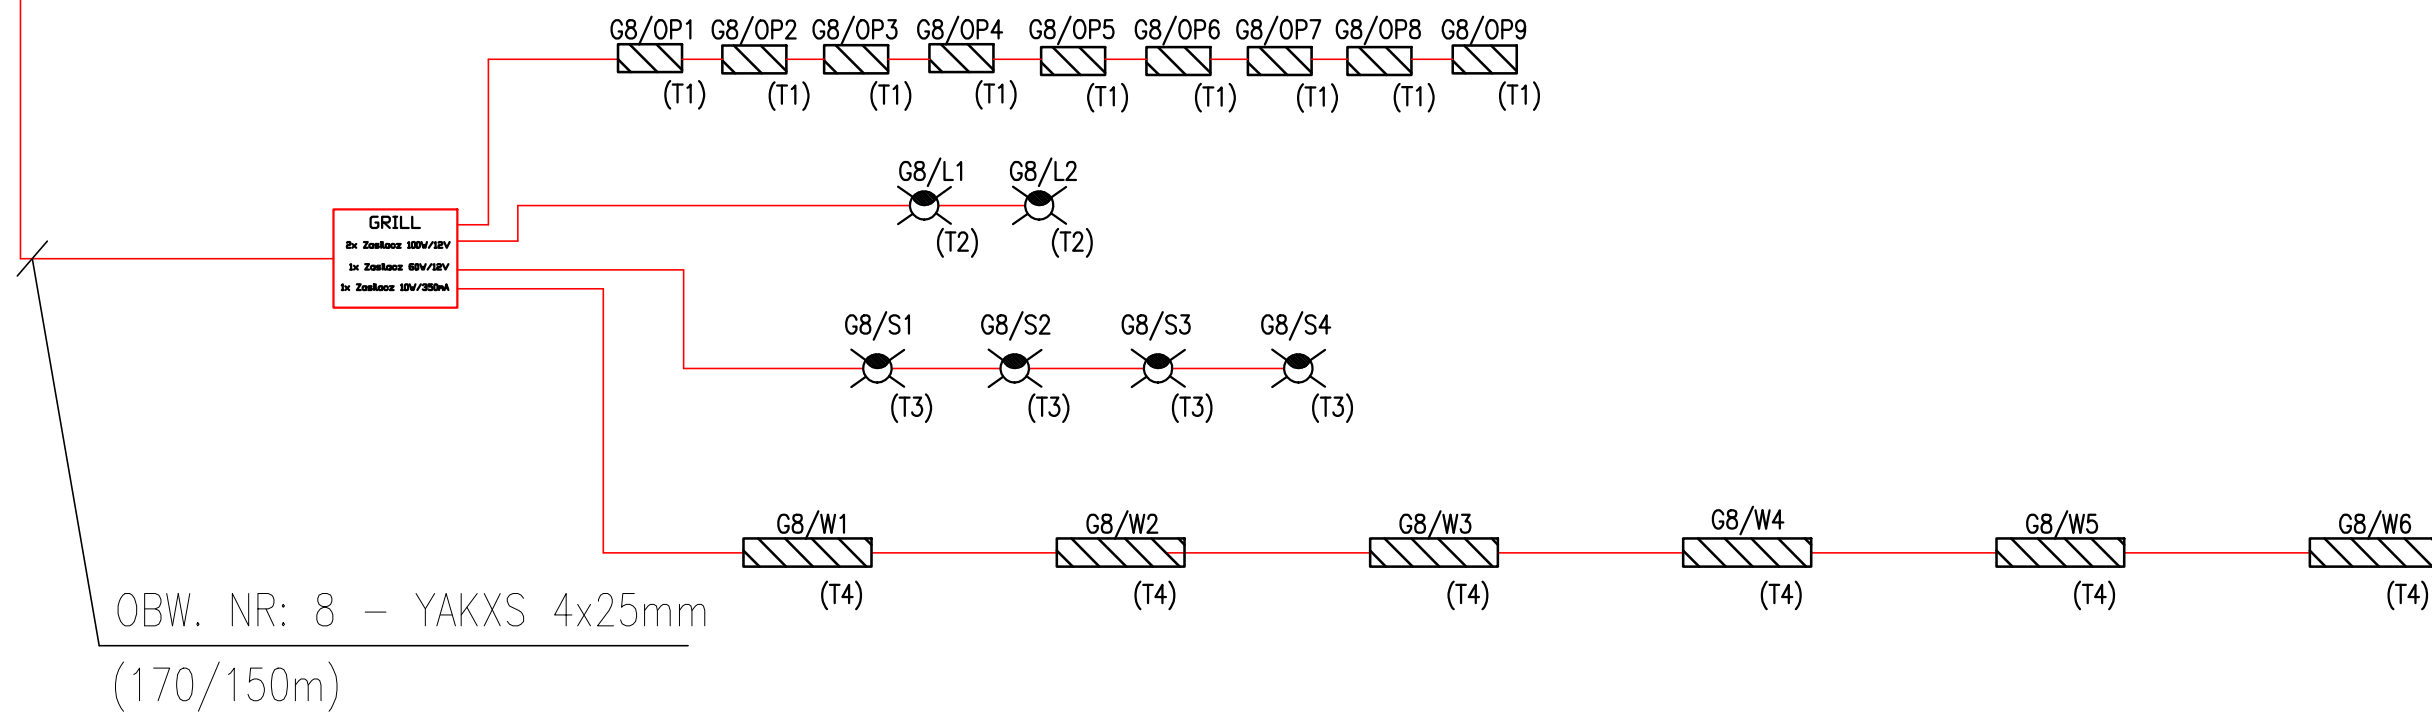 G8/OP1 G8/OP2 G8/OP3 G8/OP4 G8/OP5 G8/OP6 G8/OP7 G8/OP8 G8/OP9
(T1) (T1) (T1) (T1) (T1) (T1) (T1) (T1) (T1)
G8/L1 G8/L2
(T2) (T2)
GRILL
2x Zasilacz 100W/12V
1x Zasilacz 60W/12V
1x Zasilacz 10W/350mA
G8/S1 G8/S2 G8/S3 G8/S4
(T3) (T3) (T3) (T3)
G8/W1 G8/W2 G8/W3 G8/W4 G8/W5 G8/W6
(T4) (T4) (T4) (T4) (T4) (T4)
OBW. NR: 8 - YAKXS 4x25mm
(170/150m)